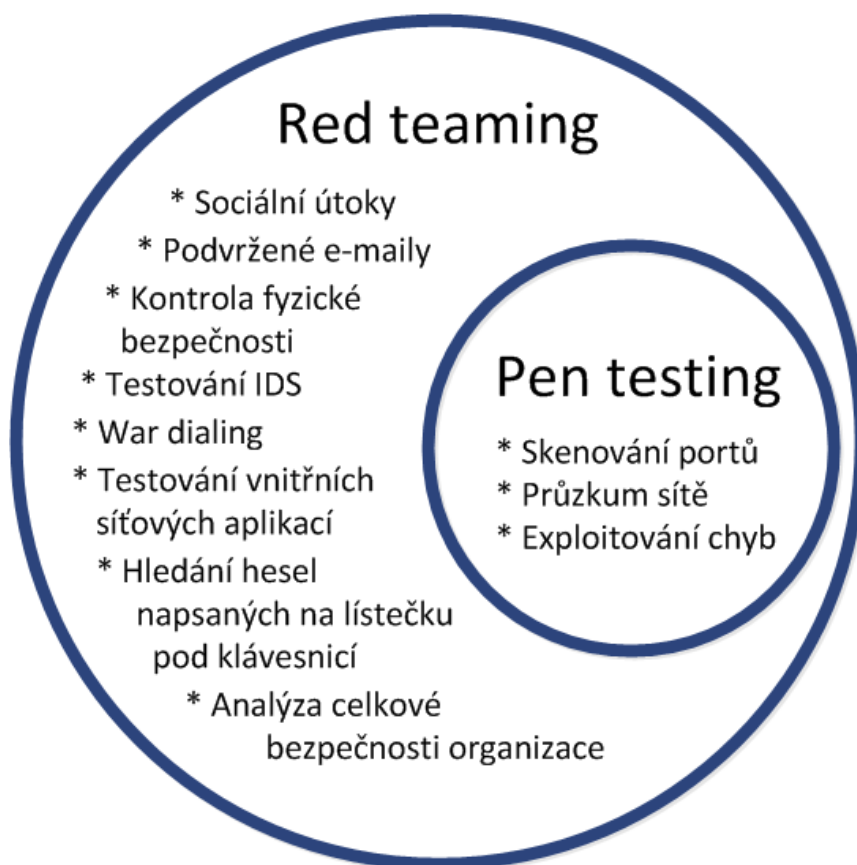 Red teaming
* Sociální útoky
* Podvržené e-maily
* Kontrola fyzické
bezpečnosti
* Testování IDS
* War dialing
* Testování vnitřních
síťových aplikací
* Hledání hesel
napsaných na lístečku
pod klávesnicí
* Analýza celkové
bezpečnosti organizace
Pen testing
* Skenování portů
* Průzkum sítě
* Exploitování chyb